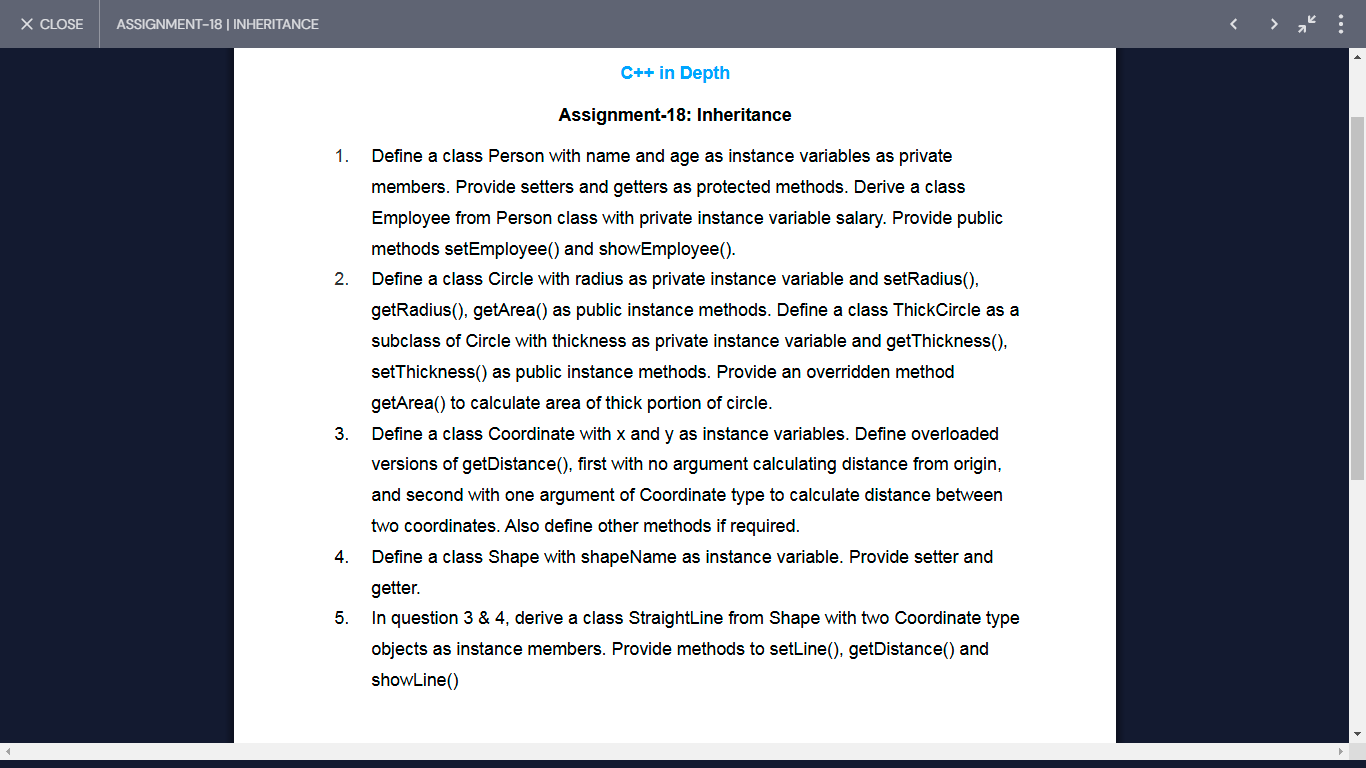 CLOSE
ASSIGNMENT-18 | INHERITANCE
C++ in Depth
Assignment-18: Inheritance
1. Define a class Person with name and age as instance variables as private
members. Provide setters and getters as protected methods. Derive a class
Employee from Person class with private instance variable salary. Provide public
methods setEmployee() and showEmployee().
2. Define a class Circle with radius as private instance variable and setRadius(),
getRadius(), getArea() as public instance methods. Define a class ThickCircle as a
subclass of Circle with thickness as private instance variable and getThickness(),
setThickness() as public instance methods. Provide an overridden method
getArea() to calculate area of thick portion of circle.
3. Define a class Coordinate with x and y as instance variables. Define overloaded
versions of getDistance(), first with no argument calculating distance from origin,
and second with one argument of Coordinate type to calculate distance between
two coordinates. Also define other methods if required.
4. Define a class Shape with shapeName as instance variable. Provide setter and
getter.
5. In question 3 & 4, derive a class StraightLine from Shape with two Coordinate type
objects as instance members. Provide methods to setLine(), getDistance() and
showLine()